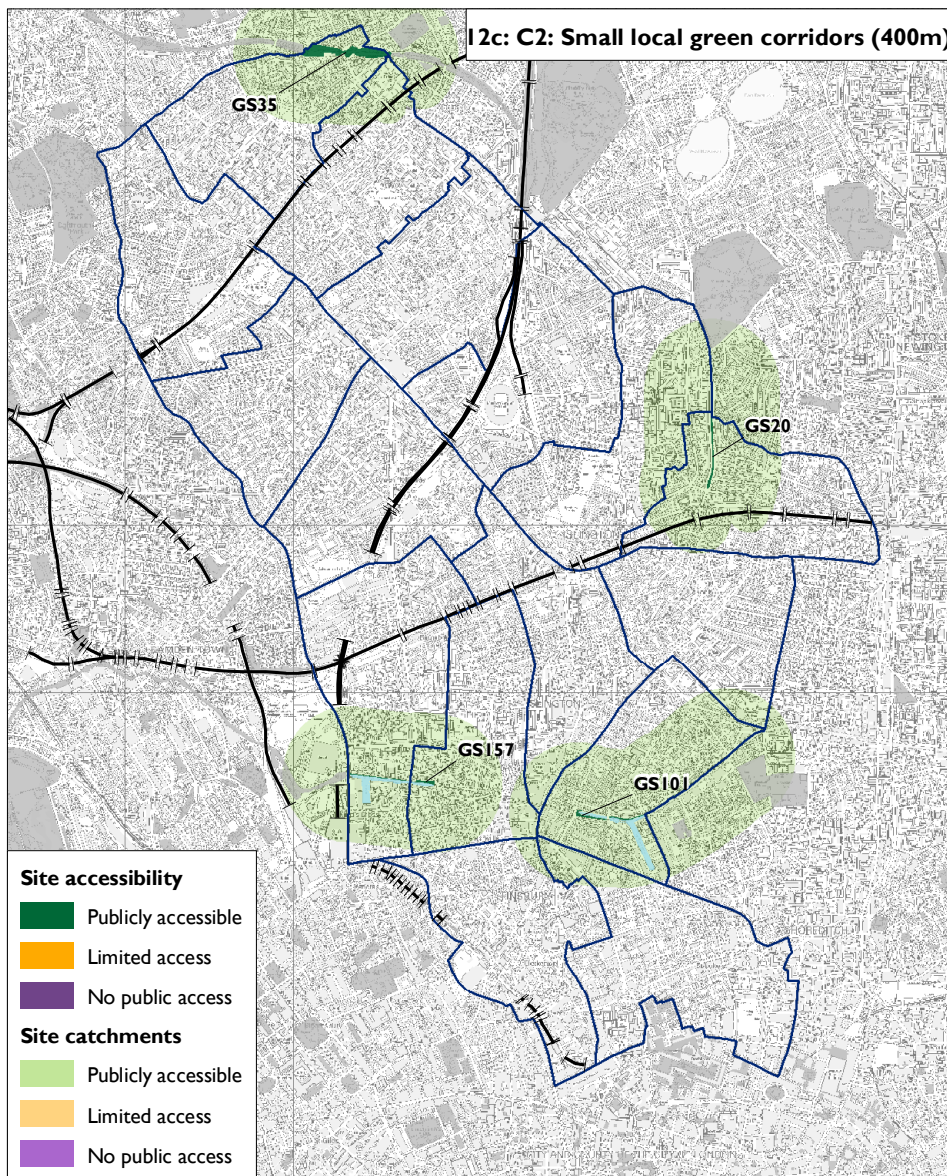 12c: C2: Small local green corridors (400m)
GS35
GS20
GS157
GS101
Site accessibility
Publicly accessible
Limited access
No public access
Site catchments
Publicly accessible
Limited access
No public access